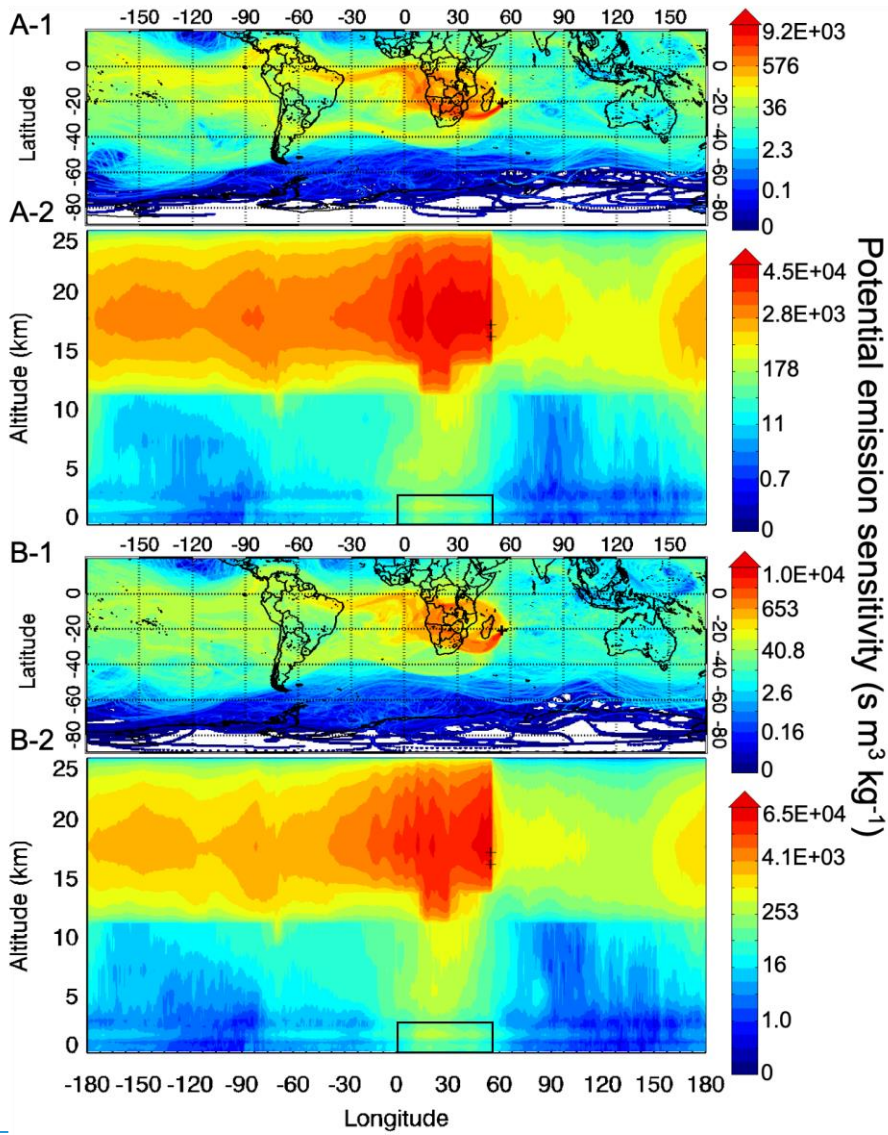 A-1
-150 -120 -90 -60 -30 0 30 60 90 120 150
Latitude
0
-20
-40
-60
-80
0
-20
-40
-60
-80
9.2E+03
576
36
2.3
0.1
0
A-2
Altitude (km)
25
20
15
10
5
0
4.5E+04
2.8E+03
178
11
0.7
0
B-1
-150 -120 -90 -60 -30 0 30 60 90 120 150
Latitude
0
-20
-40
-60
-80
0
-20
-40
-60
-80
1.0E+04
653
40.8
2.6
0.16
0
B-2
Altitude (km)
25
20
15
10
5
0
6.5E+04
4.1E+03
253
16
1.0
0
-180 -150 -120 -90 -60 -30 0 30 60 90 120 150 180
Longitude
Potential emission sensitivity (s m³ kg⁻¹)